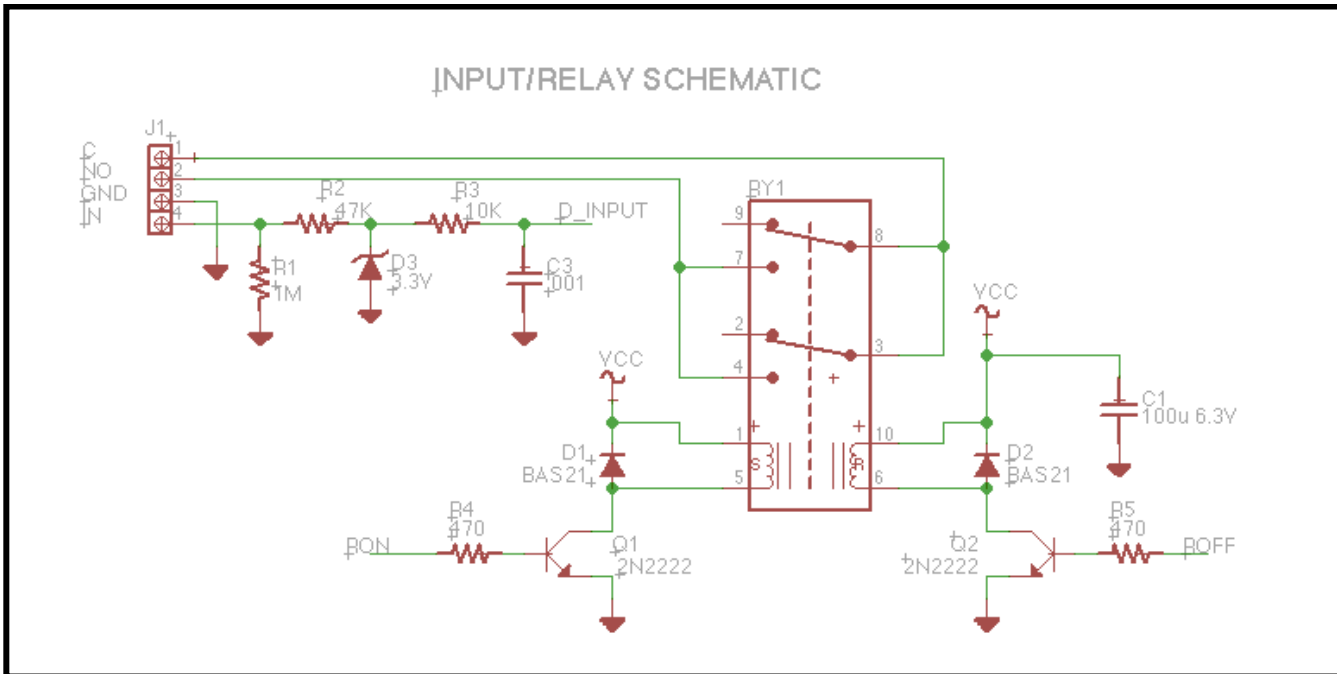 INPUT/RELAY SCHEMATIC
J1
C
NO
GND
IN
1
2
3
4
R2
47K
R3
10K
D_INPUT
R1
1M
D3
3.3V
C3
.001
RY1
9
8
7
2
3
4
1
10
5
6
S
R
VCC
VCC
C1
100u 6.3V
D1
BAS21
D2
BAS21
R4
470
RON
Q1
2N2222
Q2
2N2222
R5
470
ROFF